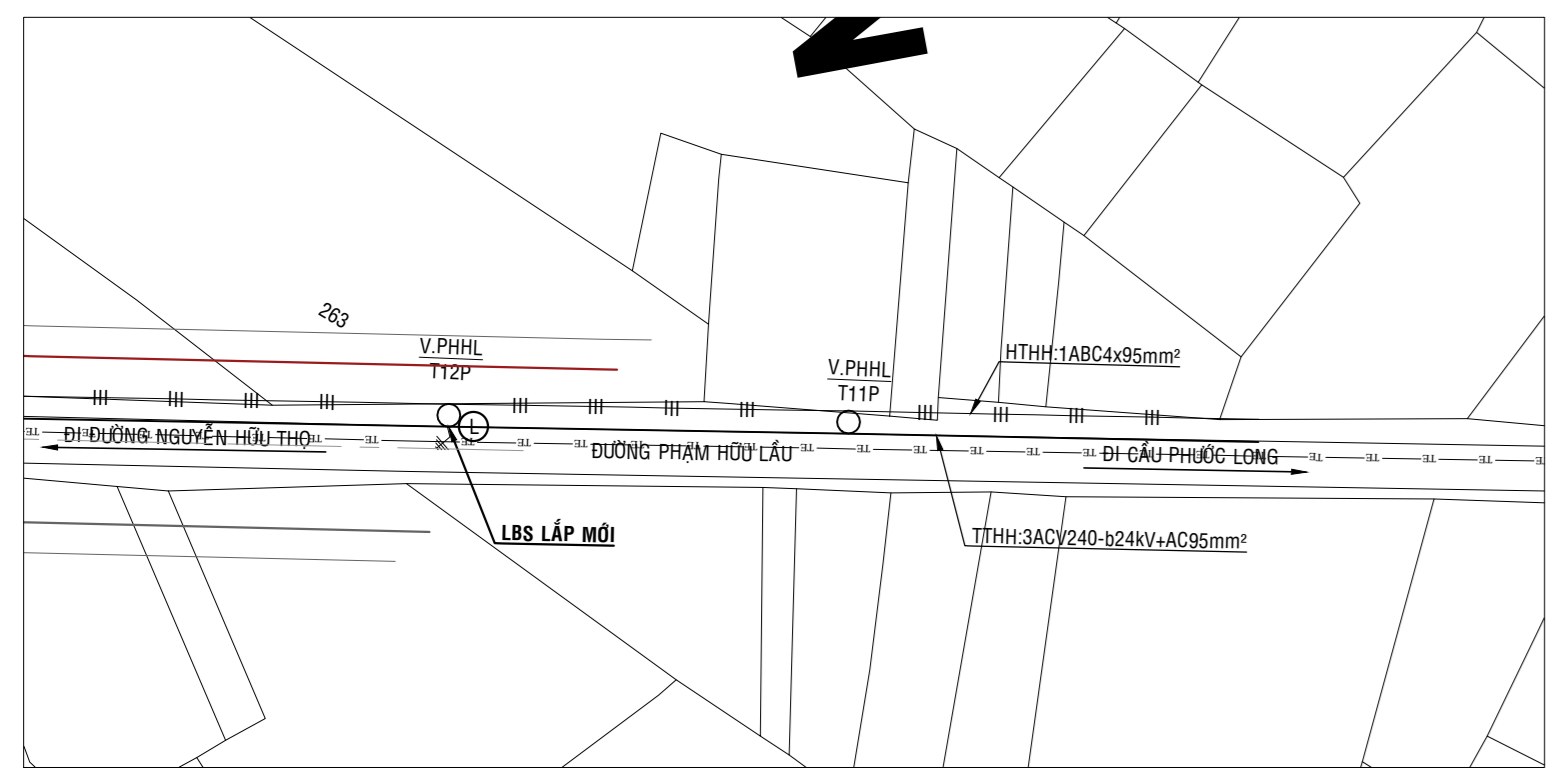 263
V.PHHL
T12P
V.PHHL
T11P
HTHH:1ABC4x95mm²
L
ĐI ĐƯỜNG NGUYỄN HỮU THỌ
ĐƯỜNG PHẠM HỮU LẦU
ĐI CẦU PHƯỚC LONG
LBS LẮP MỚI
TTHH:3ACV240-b24kV+AC95mm²